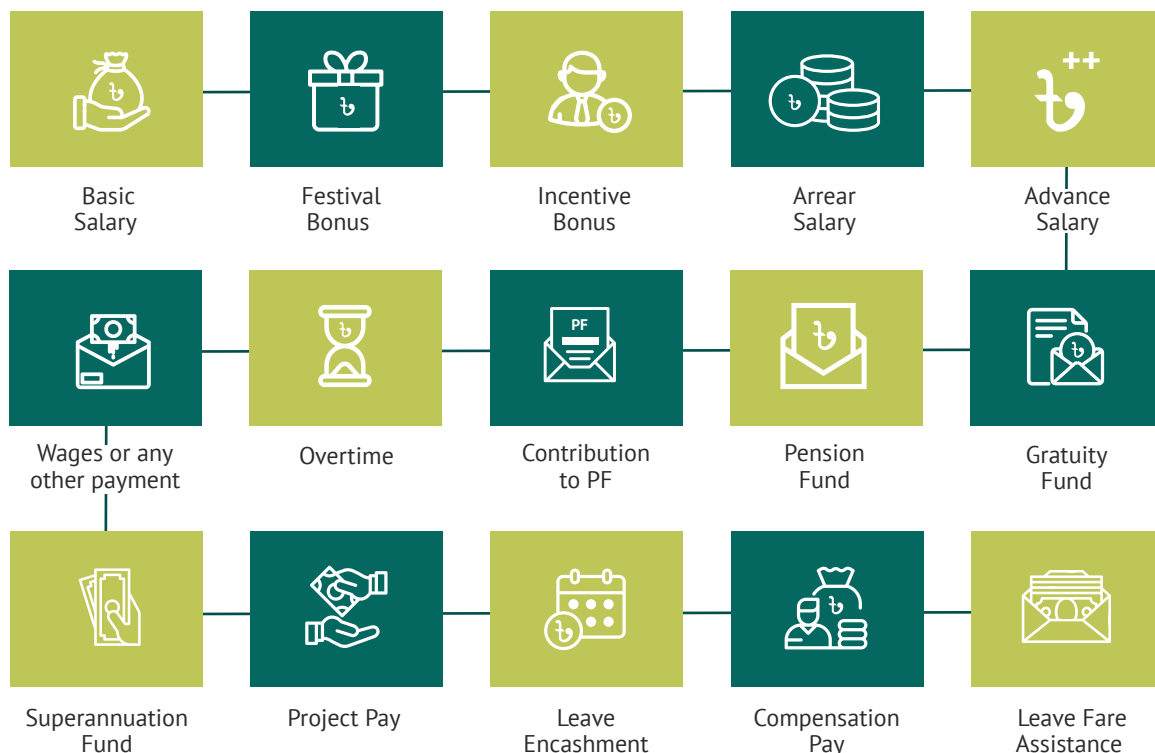 ৳
৳
৳
৳
৳++
Basic
Salary
Festival
Bonus
Incentive
Bonus
Arrear
Salary
Advance
Salary
৳
PF
৳
৳
Wages or any
other payment
Overtime
Contribution
to PF
Pension
Fund
Gratuity
Fund
৳
৳
Superannuation
Fund
Project Pay
Leave
Encashment
Compensation
Pay
Leave Fare
Assistance